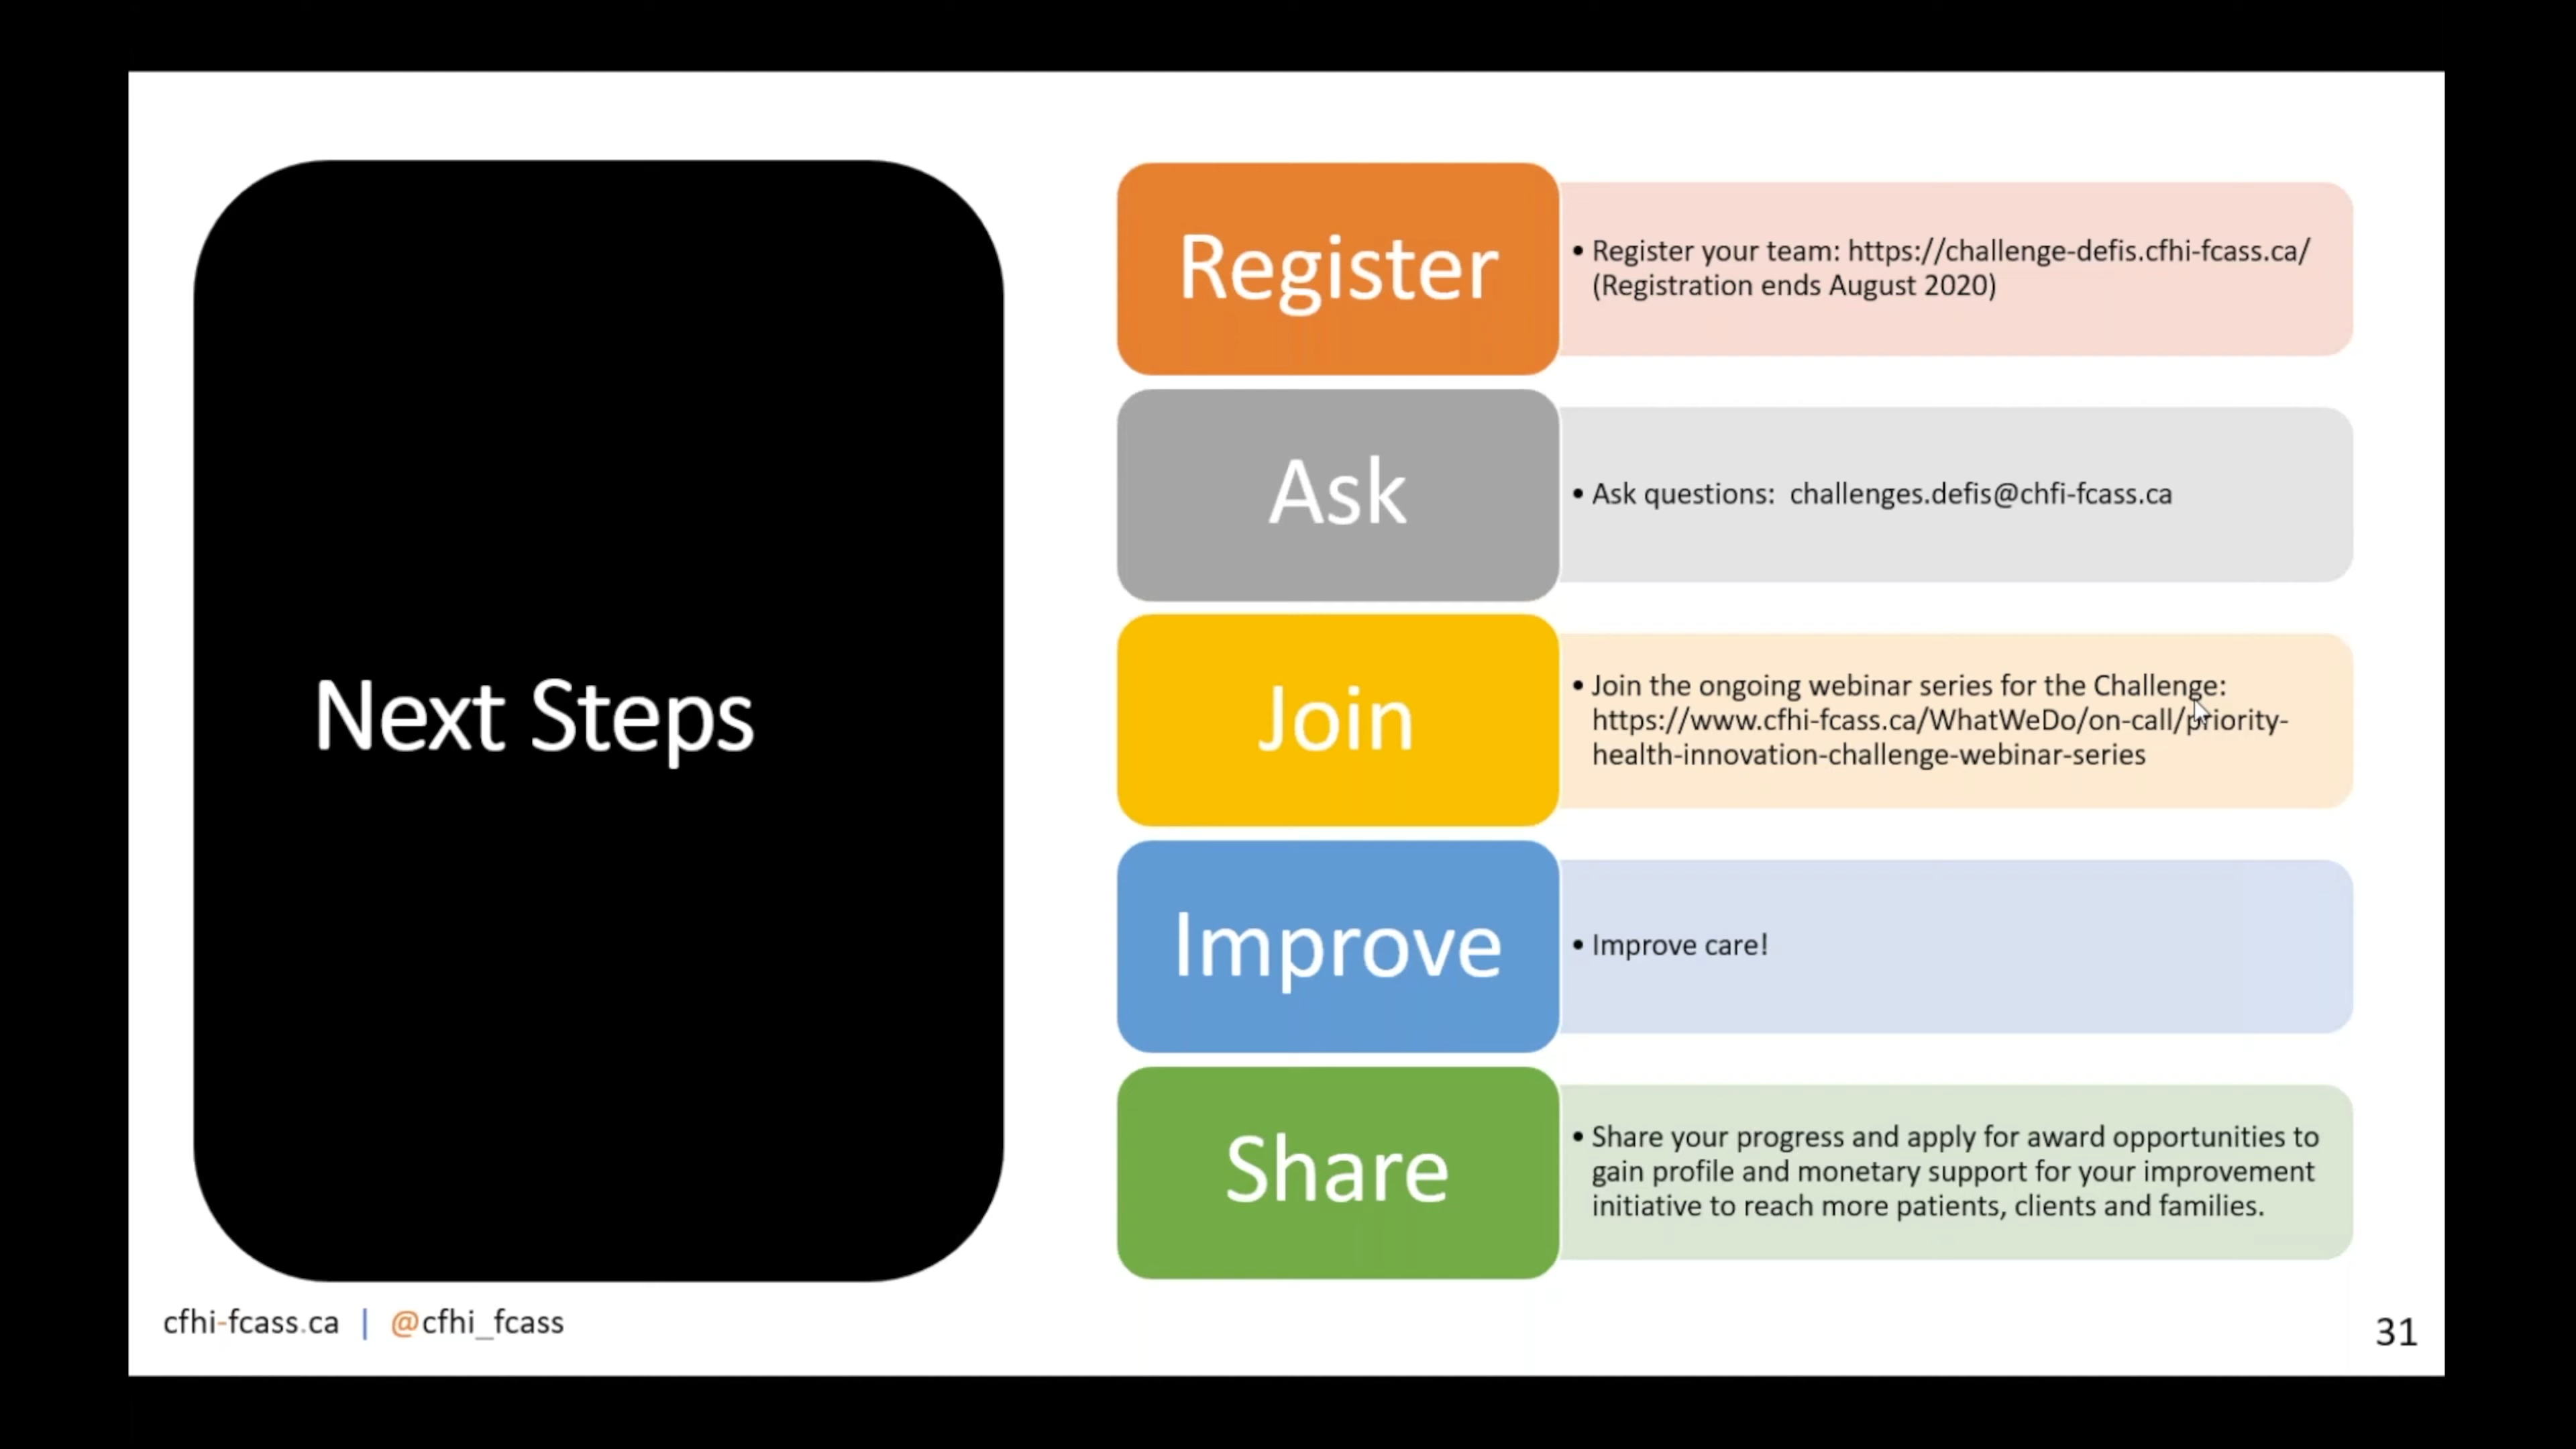 Next Steps
Register
• Register your team: https://challenge-defis.cfhi-fcass.ca/
(Registration ends August 2020)
Ask
• Ask questions:  challenges.defis@chfi-fcass.ca
Join
• Join the ongoing webinar series for the Challenge:
https://www.cfhi-fcass.ca/WhatWeDo/on-call/priority-
health-innovation-challenge-webinar-series
Improve
• Improve care!
Share
• Share your progress and apply for award opportunities to
gain profile and monetary support for your improvement
initiative to reach more patients, clients and families.
cfhi-fcass.ca | @cfhi_fcass
31